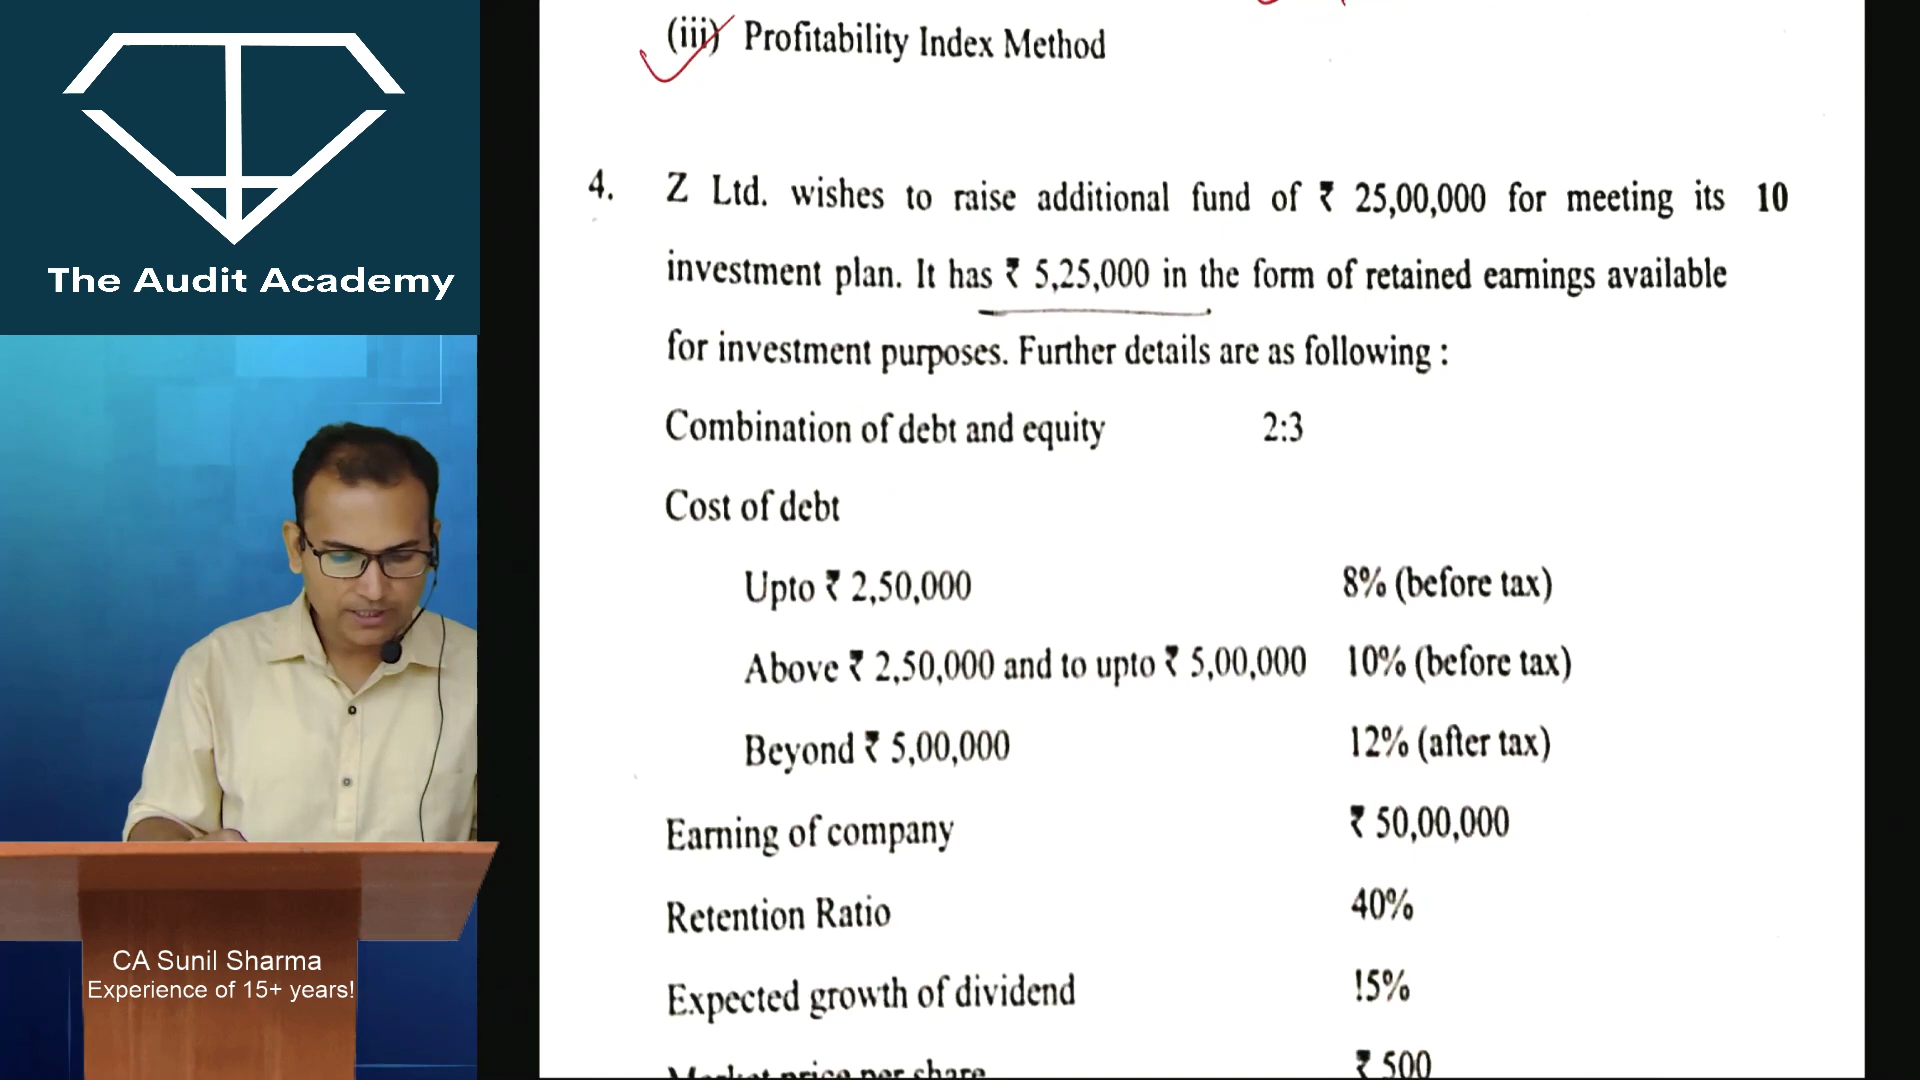 The Audit Academy
CA Sunil Sharma
Experience of 15+ years!
(iii) Profitability Index Method
4. Z Ltd. wishes to raise additional fund of ₹ 25,00,000 for meeting its 10
investment plan. It has ₹ 5,25,000 in the form of retained earnings available
for investment purposes. Further details are as following :
Combination of debt and equity 2:3
Cost of debt
Upto ₹ 2,50,000 8% (before tax)
Above ₹ 2,50,000 and to upto ₹ 5,00,000 10% (before tax)
Beyond ₹ 5,00,000 12% (after tax)
Earning of company ₹ 50,00,000
Retention Ratio 40%
Expected growth of dividend !5%
Market price per share ₹ 500